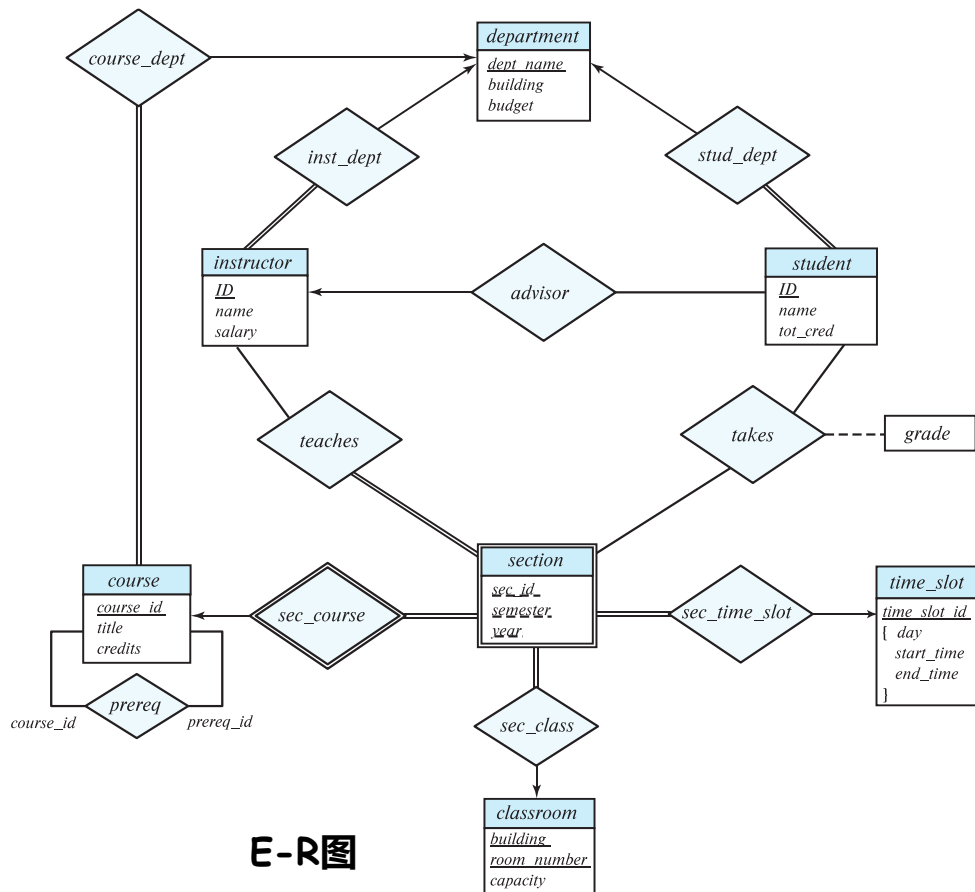 department
dept_name
building
budget
course_dept
inst_dept
stud_dept
instructor
ID
name
salary
advisor
student
ID
name
tot_cred
teaches
takes
grade
course
course_id
title
credits
sec_course
section
sec_id
semester
year
sec_time_slot
time_slot
time_slot_id
{ day
start_time
end_time
}
prereq
course_id
prereq_id
sec_class
classroom
building
room_number
capacity
E-R图